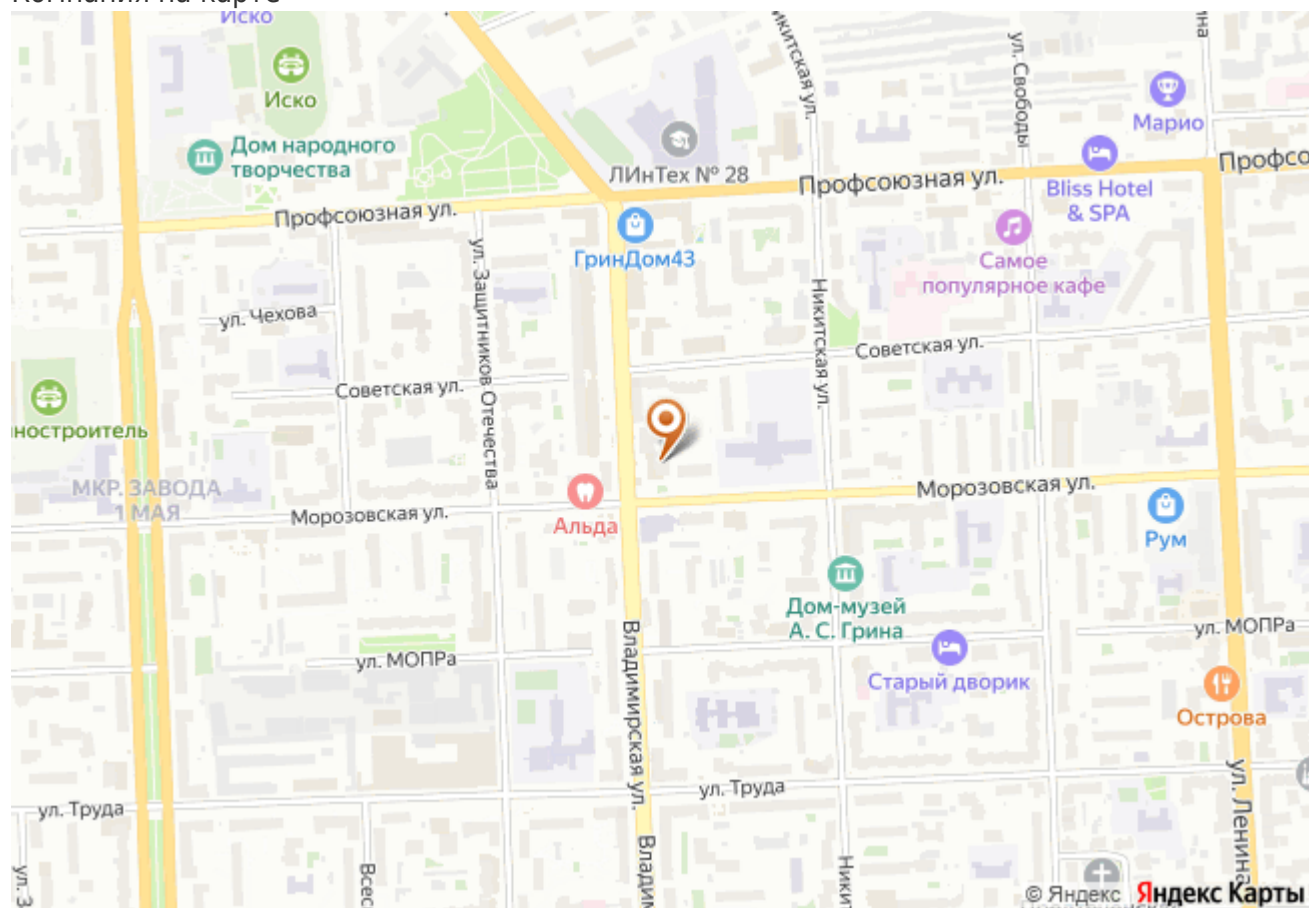 Компания на карте
Иско
Иско
Дом народного
творчества
ЛИнТех № 28
Никитская ул.
ул. Свободы
Марио
Профсоюзная ул.
Bliss Hotel
& SPA
Профсоюзная ул.
ул. Защитников Отечества
ГринДом43
Самое
популярное кафе
ул. Чехова
Никитская ул.
Советская ул.
Советская ул.
МКР. ЗАВОДА
1 МАЯ
Морозовская ул.
Альда
Морозовская ул.
Рум
Дом-музей
А. С. Грина
ул. МОПРа
ул. МОПРа
Старый дворик
Владимирская ул.
Острова
ул. Труда
ул. Труда
ул. Ленина
© Яндекс Яндекс Карты